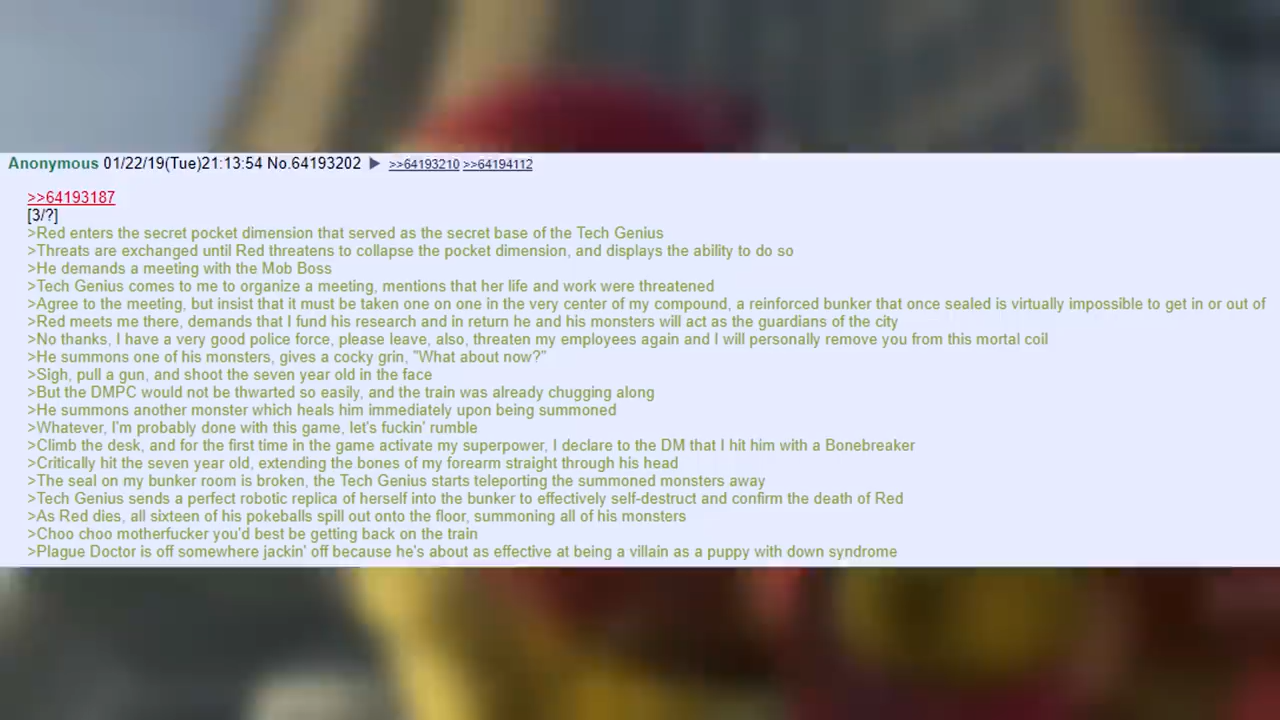 Anonymous 01/22/19(Tue)21:13:54 No.64193202 ▶ >>64193210 >>64194112
>>64193187
[3/?]
>Red enters the secret pocket dimension that served as the secret base of the Tech Genius
>Threats are exchanged until Red threatens to collapse the pocket dimension, and displays the ability to do so
>He demands a meeting with the Mob Boss
>Tech Genius comes to me to organize a meeting, mentions that her life and work were threatened
>Agree to the meeting, but insist that it must be taken one on one in the very center of my compound, a reinforced bunker that once sealed is virtually impossible to get in or out of
>Red meets me there, demands that I fund his research and in return he and his monsters will act as the guardians of the city
>No thanks, I have a very good police force, please leave, also, threaten my employees again and I will personally remove you from this mortal coil
>He summons one of his monsters, gives a cocky grin, "What about now?"
>Sigh, pull a gun, and shoot the seven year old in the face
>But the DMPC would not be thwarted so easily, and the train was already chugging along
>He summons another monster which heals him immediately upon being summoned
>Whatever, I'm probably done with this game, let's fuckin' rumble
>Climb the desk, and for the first time in the game activate my superpower, I declare to the DM that I hit him with a Bonebreaker
>Critically hit the seven year old, extending the bones of my forearm straight through his head
>The seal on my bunker room is broken, the Tech Genius starts teleporting the summoned monsters away
>Tech Genius sends a perfect robotic replica of herself into the bunker to effectively self-destruct and confirm the death of Red
>As Red dies, all sixteen of his pokeballs spill out onto the floor, summoning all of his monsters
>Choo choo motherfucker you'd best be getting back on the train
>Plague Doctor is off somewhere jackin' off because he's about as effective at being a villain as a puppy with down syndrome